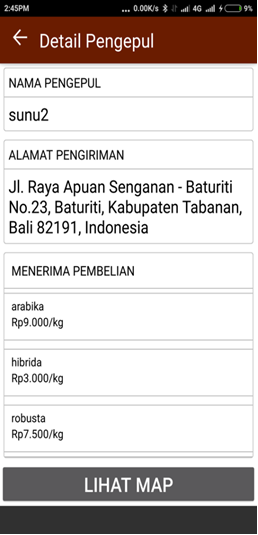 2:45PM ... 0.00K/s 4G 9%
Detail Pengepul
NAMA PENGEPUL
sunu2
ALAMAT PENGIRIMAN
Jl. Raya Apuan Senganan - Baturiti
No.23, Baturiti, Kabupaten Tabanan,
Bali 82191, Indonesia
MENERIMA PEMBELIAN
arabika
Rp9.000/kg
hibrida
Rp3.000/kg
robusta
Rp7.500/kg
LIHAT MAP